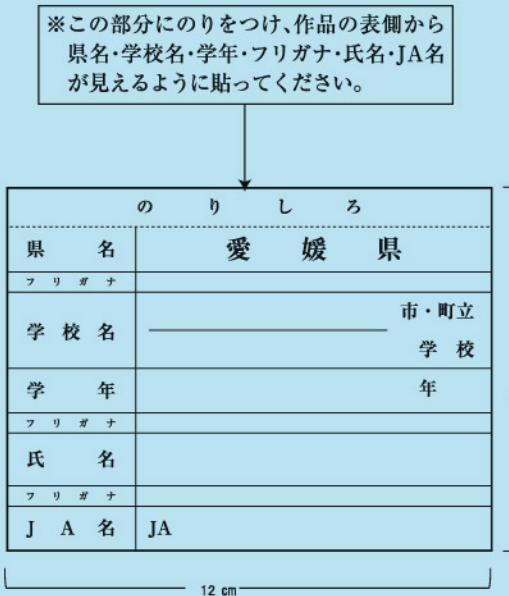 ※この部分にのりをつけ、作品の表側から
県名・学校名・学年・フリガナ・氏名・JA名
が見えるように貼ってください。
のりしろ
県名 愛媛県
フリガナ
学校名 市・町立
学校
学年 年
フリガナ
氏名
フリガナ
JA名 JA
12 cm